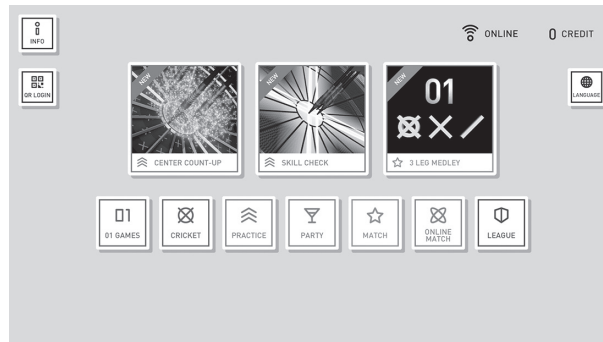 INFO
ONLINE
0 CREDIT
QR LOGIN
LANGUAGE
NEW
NEW
NEW
01
CENTER COUNT-UP
SKILL CHECK
3 LEG MEDLEY
01
01 GAMES
CRICKET
PRACTICE
PARTY
MATCH
ONLINE
MATCH
LEAGUE